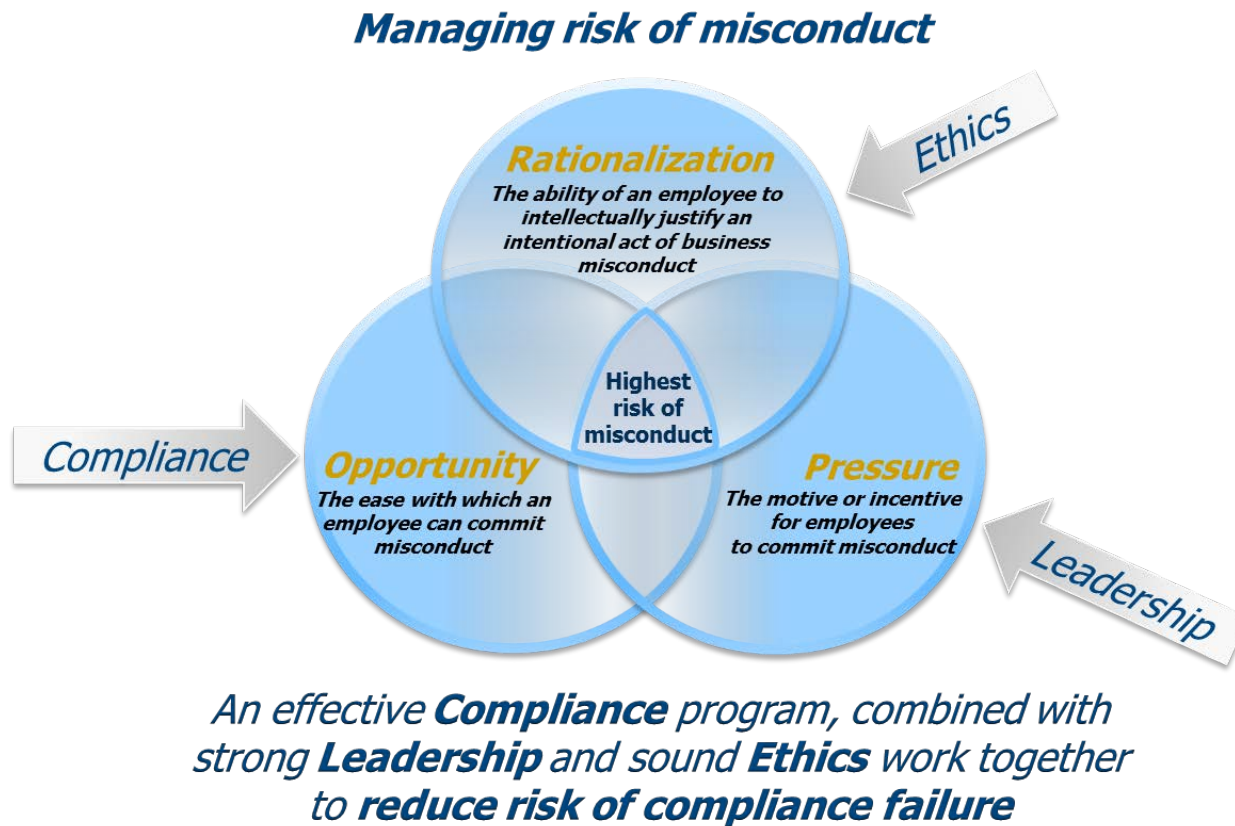 Managing risk of misconduct
Ethics
Rationalization
The ability of an employee to
intellectually justify an
intentional act of business
misconduct
Highest
risk of
misconduct
Compliance
Opportunity
The ease with which an
employee can commit
misconduct
Pressure
The motive or incentive
for employees
to commit misconduct
Leadership
An effective Compliance program, combined with
strong Leadership and sound Ethics work together
to reduce risk of compliance failure